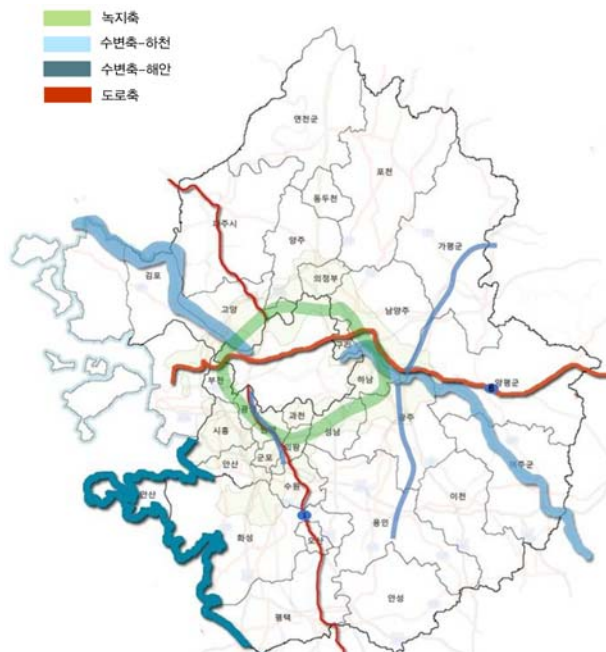 녹지축
수변축-하천
수변축-해안
도로축
연천군
포천
동두천
파주시
양주
가평군
의정부
김포
고양
남양주
구리
부천
하남
양평군
광주
과천
시흥
성남
의왕
안산
군포
여주군
수원
이천
안산
용인
화성
오산
안성
평택